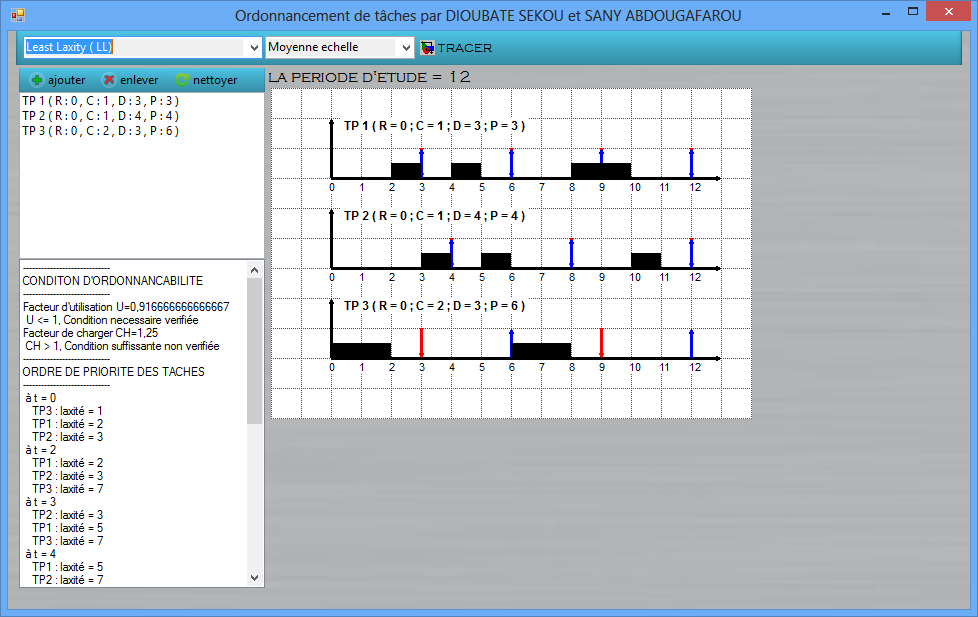 Ordonnancement de tâches par DIOUBATE SEKOU et SANY ABDOUGAFAROU
Least Laxity ( LL)
Moyenne echelle
TRACER
ajouter
enlever
nettoyer
LA PERIODE D'ETUDE = 12
TP 1 ( R : 0 , C : 1 , D : 3 , P : 3 )
TP 2 ( R : 0 , C : 1 , D : 4 , P : 4 )
TP 3 ( R : 0 , C : 2 , D : 3 , P : 6 )
TP 1 ( R = 0 ; C = 1 ; D = 3 ; P = 3 )
0 1 2 3 4 5 6 7 8 9 10 11 12
TP 2 ( R = 0 ; C = 1 ; D = 4 ; P = 4 )
0 1 2 3 4 5 6 7 8 9 10 11 12
TP 3 ( R = 0 ; C = 2 ; D = 3 ; P = 6 )
0 1 2 3 4 5 6 7 8 9 10 11 12
-----------------------------
CONDITON D'ORDONNANCABILITE
-----------------------------
Facteur d'utilisation U=0,916666666666667
U <= 1, Condition necessaire verifiée
Facteur de charger CH=1,25
CH > 1, Condition suffissante non verifiée
-----------------------------
ORDRE DE PRIORITE DES TACHES
-----------------------------
à t = 0
TP3 : laxité = 1
TP1 : laxité = 2
TP2 : laxité = 3
à t = 2
TP1 : laxité = 2
TP2 : laxité = 3
TP3 : laxité = 7
à t = 3
TP2 : laxité = 3
TP1 : laxité = 5
TP3 : laxité = 7
à t = 4
TP1 : laxité = 5
TP2 : laxité = 7